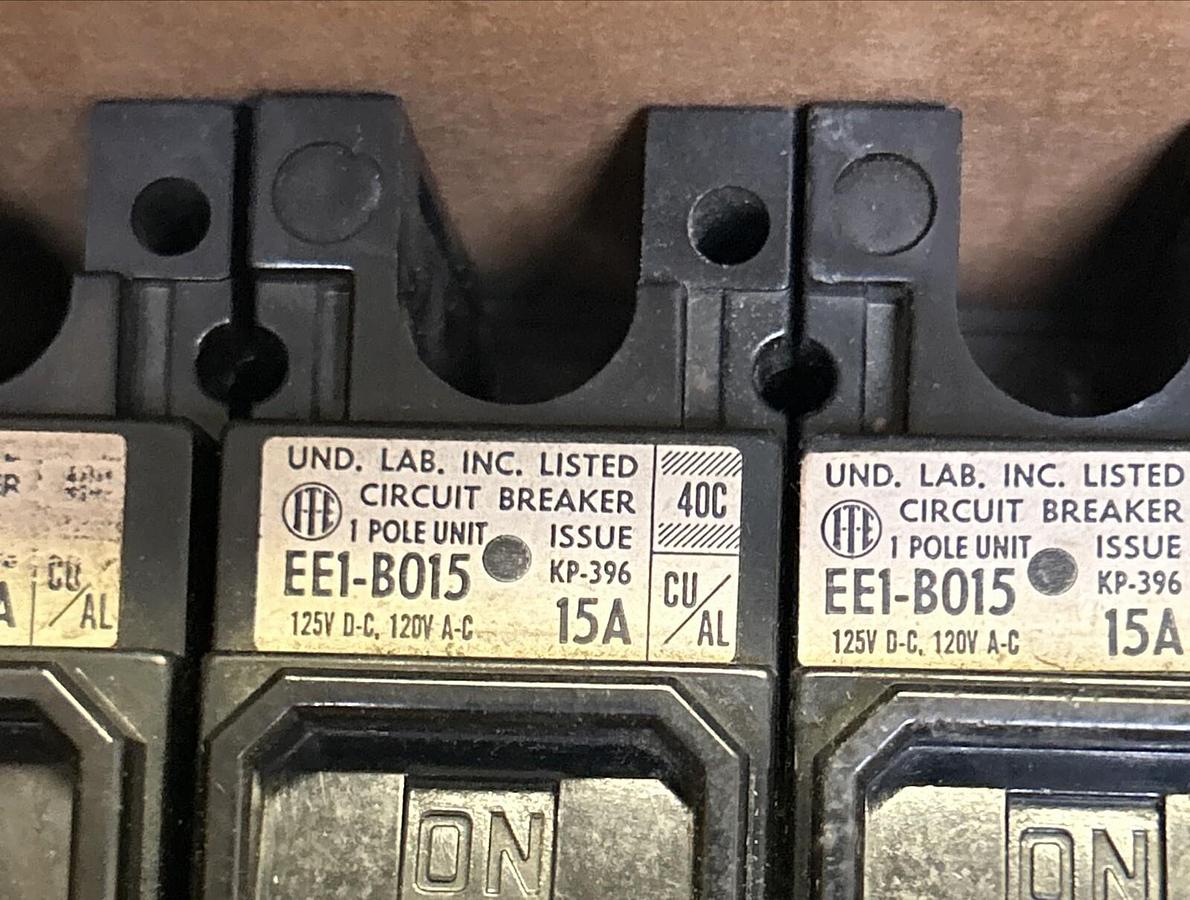 UND. LAB. INC. LISTED
ITE CIRCUIT BREAKER
1 POLE UNIT ISSUE
EE1-B015 KP-396
125V D-C, 120V A-C 15A
40C
CU/AL
ON
UND. LAB. INC. LISTED
ITE CIRCUIT BREAKER
1 POLE UNIT ISSUE
EE1-B015 KP-396
125V D-C, 120V A-C 15A
ON
R
A
CU/AL